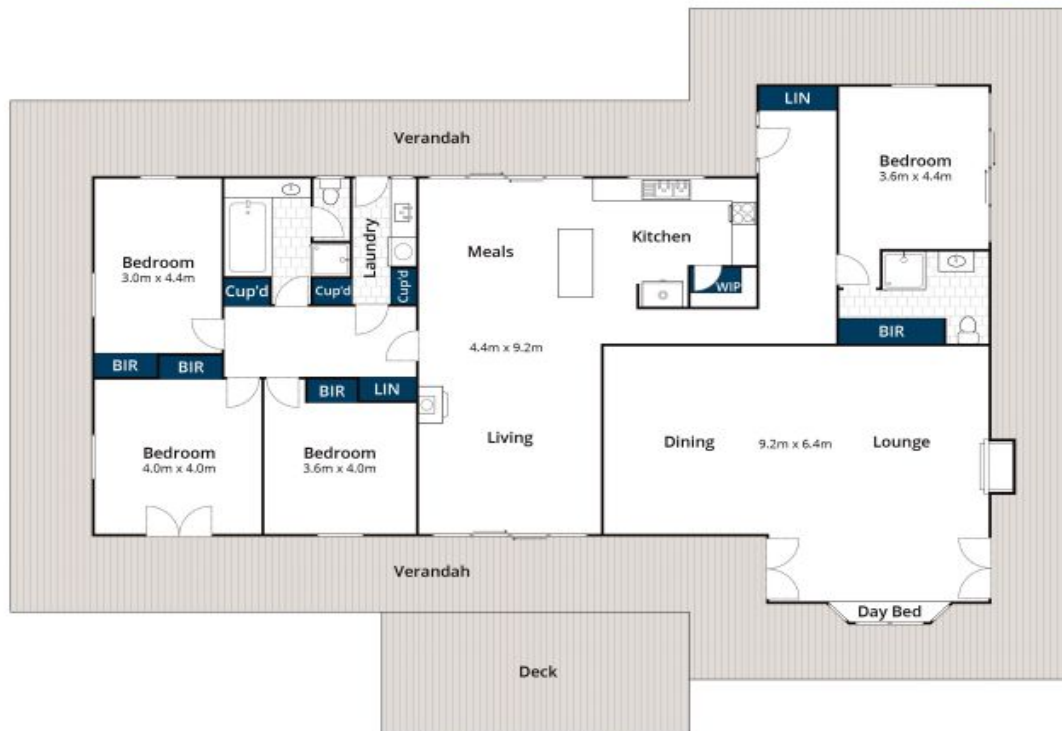 LIN
Verandah
Bedroom
3.6m x 4.4m
Laundry
Meals
Kitchen
Bedroom
3.0m x 4.4m
Cup'd
Cup'd
Cup'd
WIP
BIR
4.4m x 9.2m
BIR
BIR
BIR
LIN
Living
Dining
9.2m x 6.4m
Lounge
Bedroom
4.0m x 4.0m
Bedroom
3.6m x 4.0m
Verandah
Day Bed
Deck